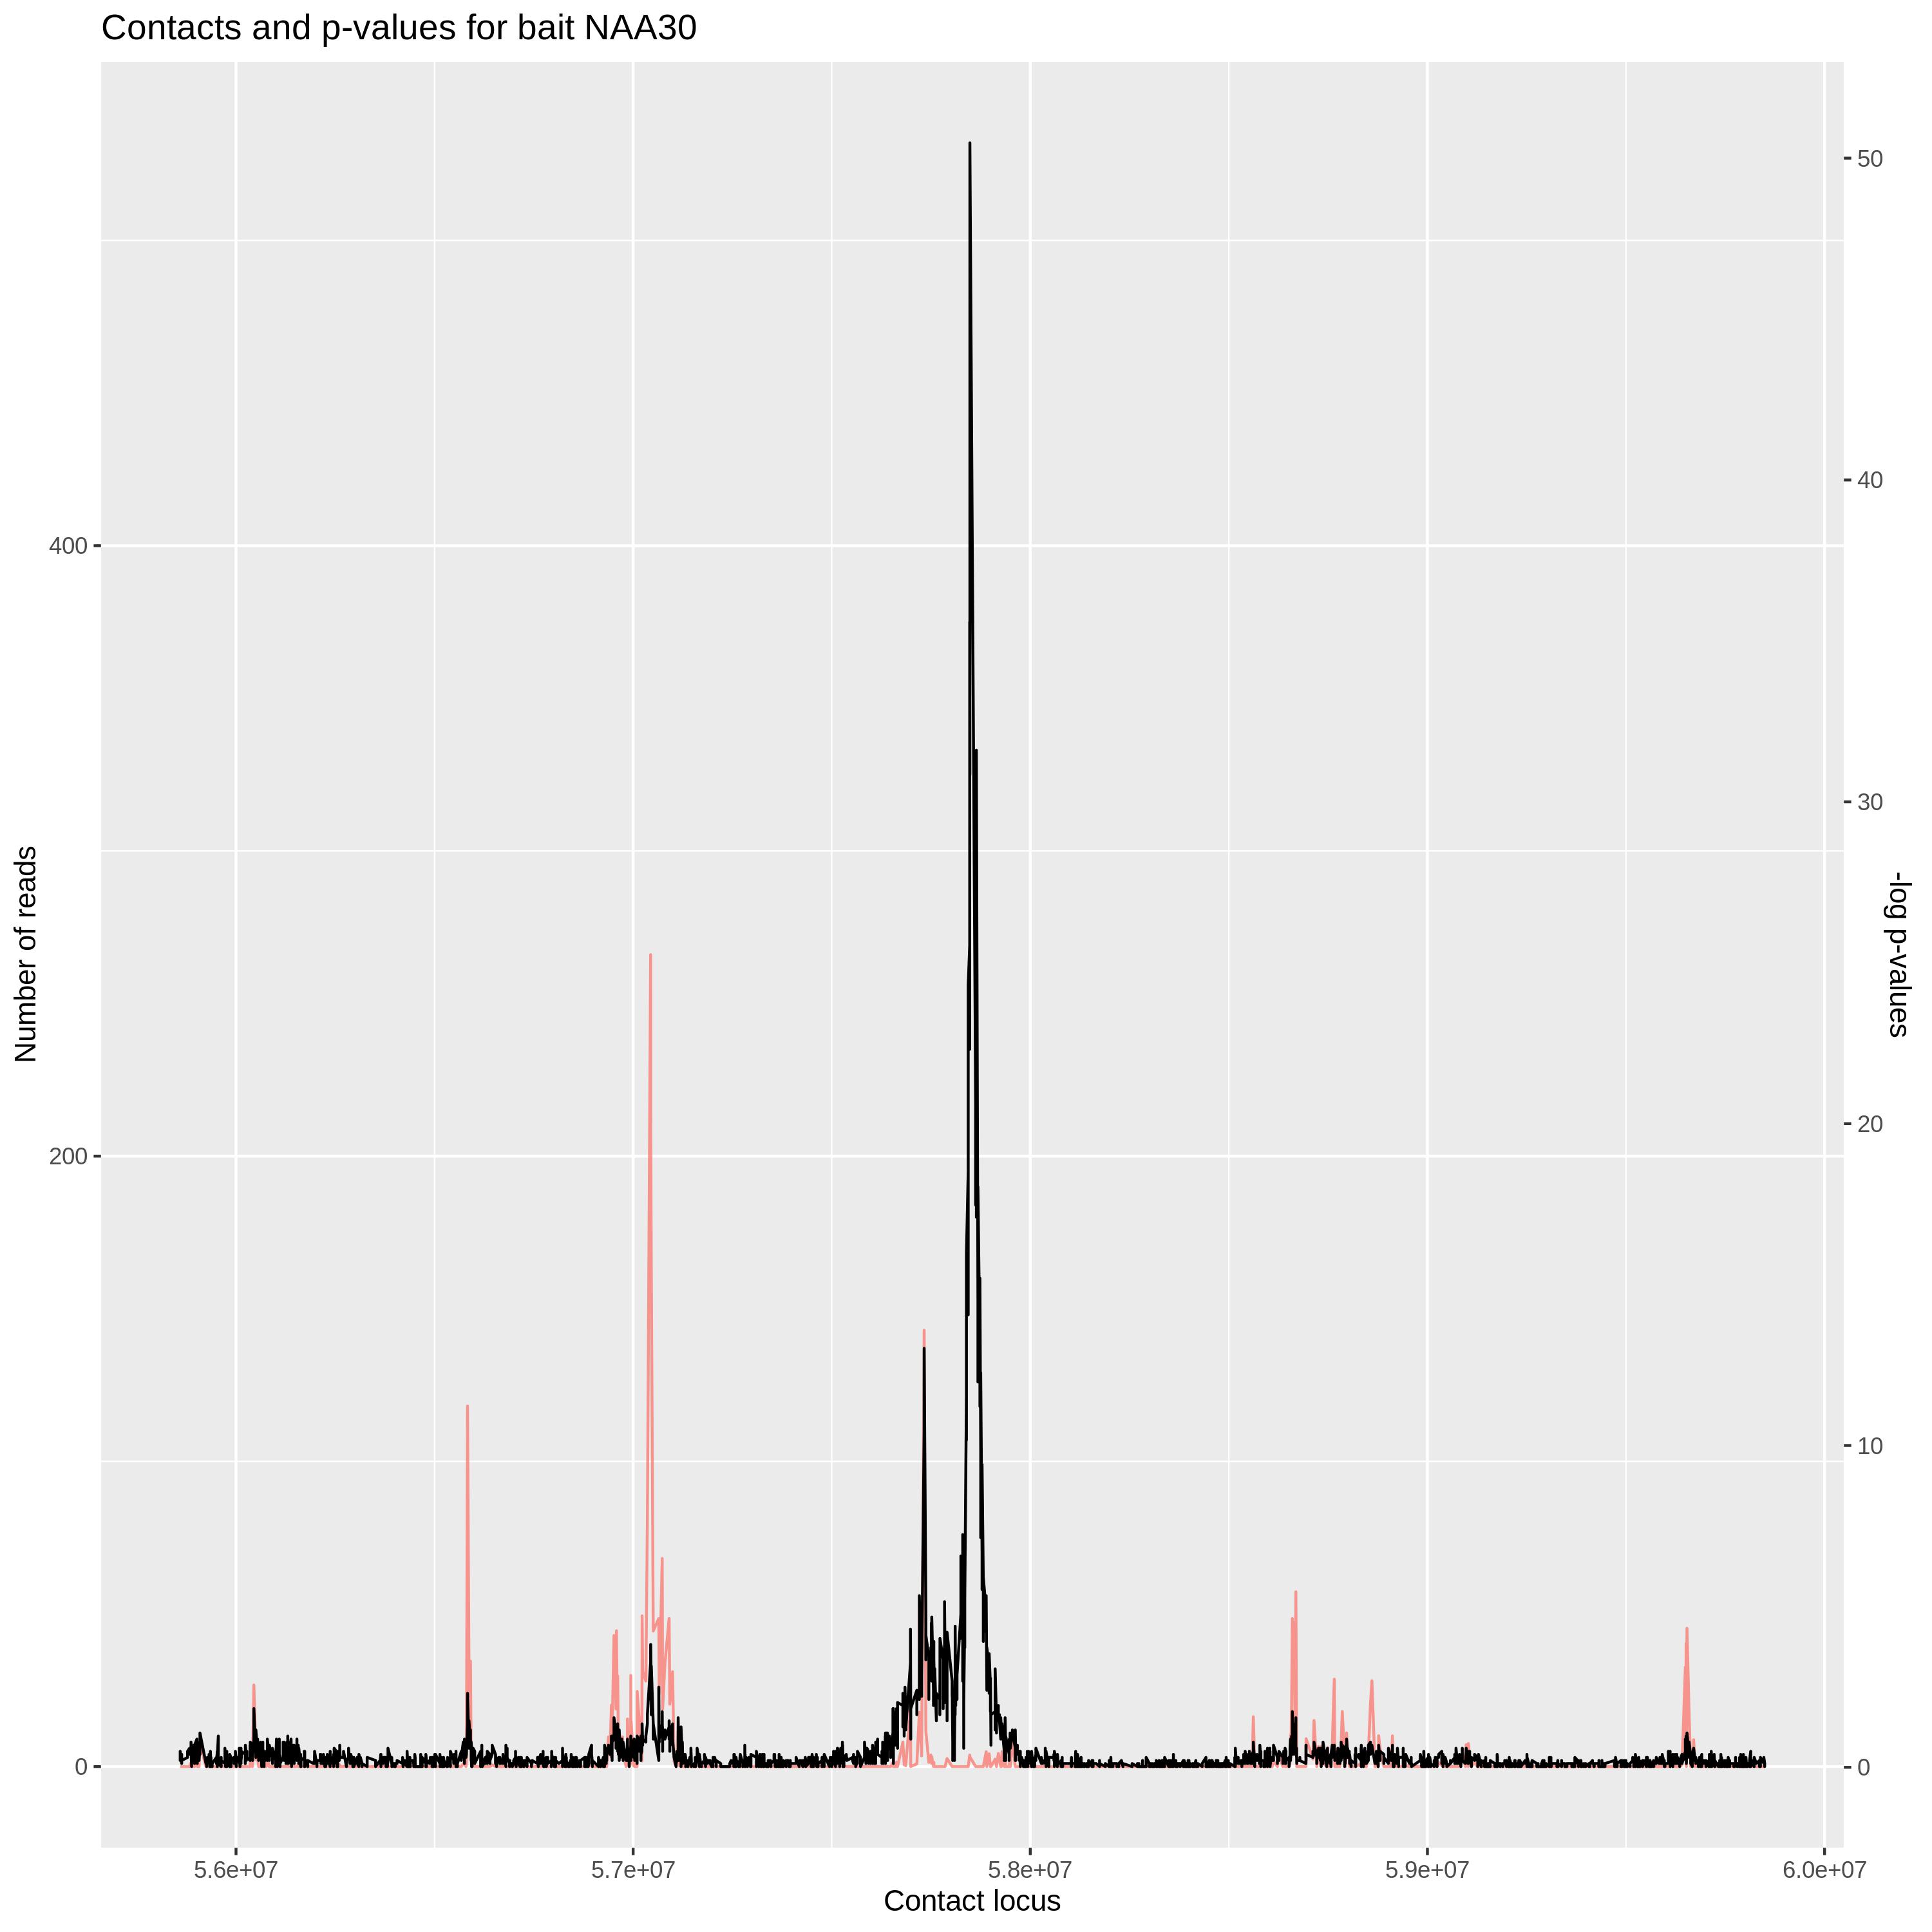 Contacts and p-values for bait NAA30
Number of reads
400
200
0
50
40
30
20
10
0
-log p-values
5.6e+07
5.7e+07
5.8e+07
5.9e+07
6.0e+07
Contact locus